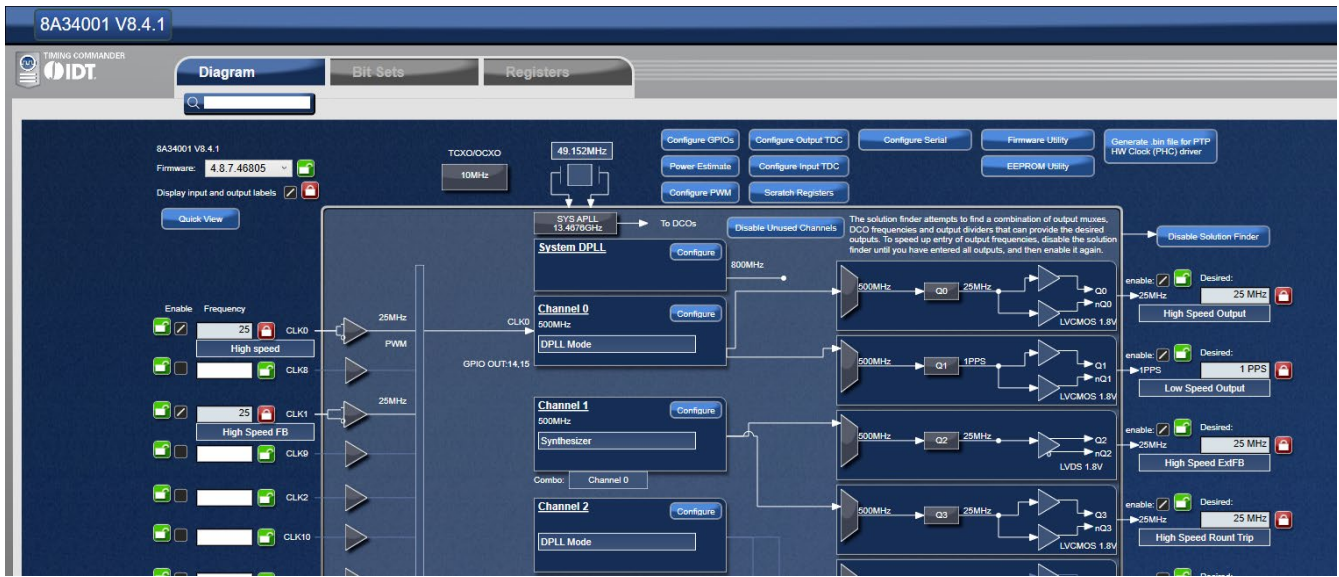 8A34001 V8.4.1
TIMING COMMANDER
IDT
Diagram
Bit Sets
Registers
8A34001 V8.4.1
Firmware: 4.8.7.46805
Display input and output labels
Quick View
TCXO/OCXO
10MHz
49.152MHz
Configure GPIOs
Configure Output TDC
Configure Serial
Firmware Utility
Generate .bin file for PTP
HW Clock (PHC) driver
Power Estimate
Configure Input TDC
EEPROM Utility
Configure PWM
Scratch Registers
SYS APLL
13.4676GHz
To DCOs
Disable Unused Channels
The solution finder attempts to find a combination of output muxes,
DCO frequencies and output dividers that can provide the desired
outputs. To speed up entry of output frequencies, disable the solution
finder until you have entered all outputs, and then enable it again.
Disable Solution Finder
System DPLL
Configure
800MHz
Enable Frequency
25 CLK0
High speed
CLK8
25 CLK1
High Speed FB
CLK9
CLK2
CLK10
25MHz
PWM
25MHz
CLK0
GPIO OUT:14,15
Channel 0
Configure
500MHz
DPLL Mode
Channel 1
Configure
500MHz
Synthesizer
Combo: Channel 0
Channel 2
Configure
DPLL Mode
500MHz Q0 25MHz
Q0
nQ0
LVCMOS 1.8V
enable: Desired:
25MHz 25 MHz
High Speed Output
500MHz Q1 1PPS
Q1
nQ1
LVCMOS 1.8V
enable: Desired:
1PPS 1 PPS
Low Speed Output
500MHz Q2 25MHz
Q2
nQ2
LVDS 1.8V
enable: Desired:
25MHz 25 MHz
High Speed ExtFB
500MHz Q3 25MHz
Q3
nQ3
LVCMOS 1.8V
enable: Desired:
25MHz 25 MHz
High Speed Rount Trip